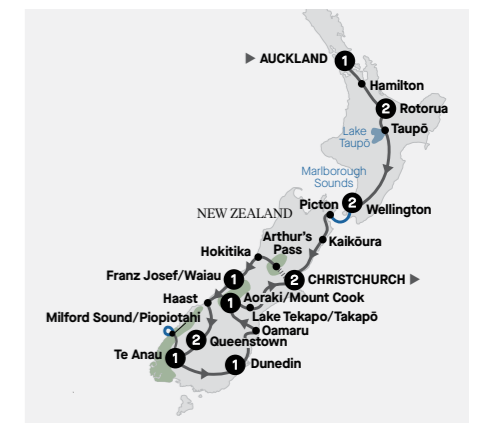 ▶ AUCKLAND
1
Hamilton
2
Rotorua
Taupō
Lake
Taupō
Marlborough
Sounds
Picton
2
Wellington
NEW ZEALAND
Kaikōura
Arthur's
Pass
Hokitika
Franz Josef/Waiau
1
2
CHRISTCHURCH ▶
Haast
1
Aoraki/Mount Cook
Milford Sound/Piopiotahi
Lake Tekapo/Takapō
Oamaru
2
Queenstown
Te Anau
1
1
Dunedin